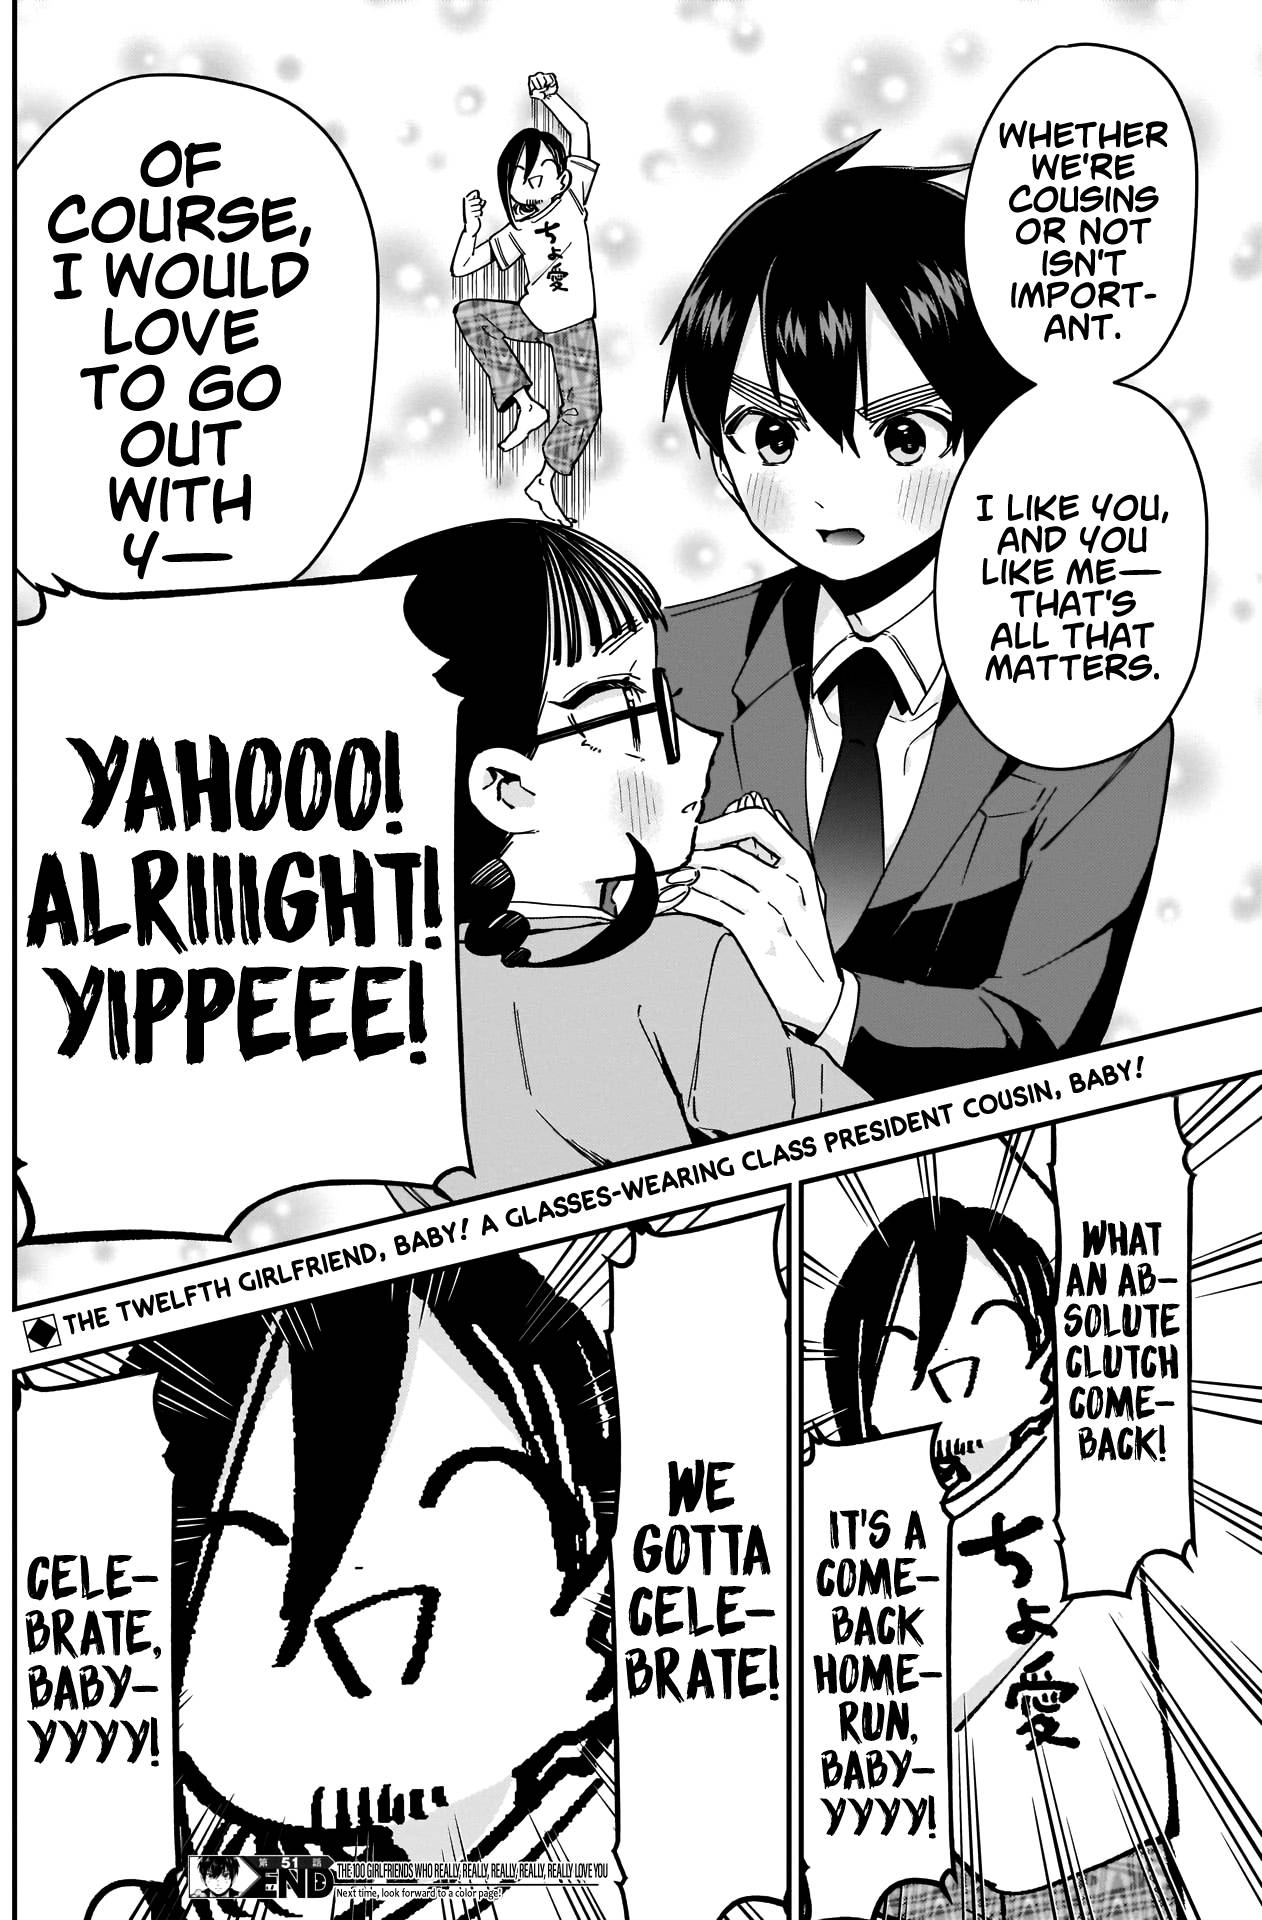 WHETHER
WE'RE
COUSINS
OR NOT
ISN'T
IMPORT-
ANT.
I LIKE YOU,
AND YOU
LIKE ME—
THAT'S
ALL THAT
MATTERS.
ちょ愛
OF
COURSE,
I WOULD
LOVE
TO GO
OUT
WITH
Y—
YAHOOO!
ALRIIIIGHT!
YIPPEEEE!
THE TWELFTH GIRLFRIEND, BABY! A GLASSES-WEARING CLASS PRESIDENT COUSIN, BABY!
WHAT
AN AB-
SOLUTE
CLUTCH
COME-
BACK!
IT'S A
COME-
BACK
HOME-
RUN,
BABY-
YYYY!
ちょ愛
WE
GOTTA
CELE-
BRATE!
CELE-
BRATE,
BABY-
YYYY!
第51話
END
THE 100 GIRLFRIENDS WHO REALLY, REALLY, REALLY, REALLY, REALLY LOVE YOU
Next time, look forward to a color page!